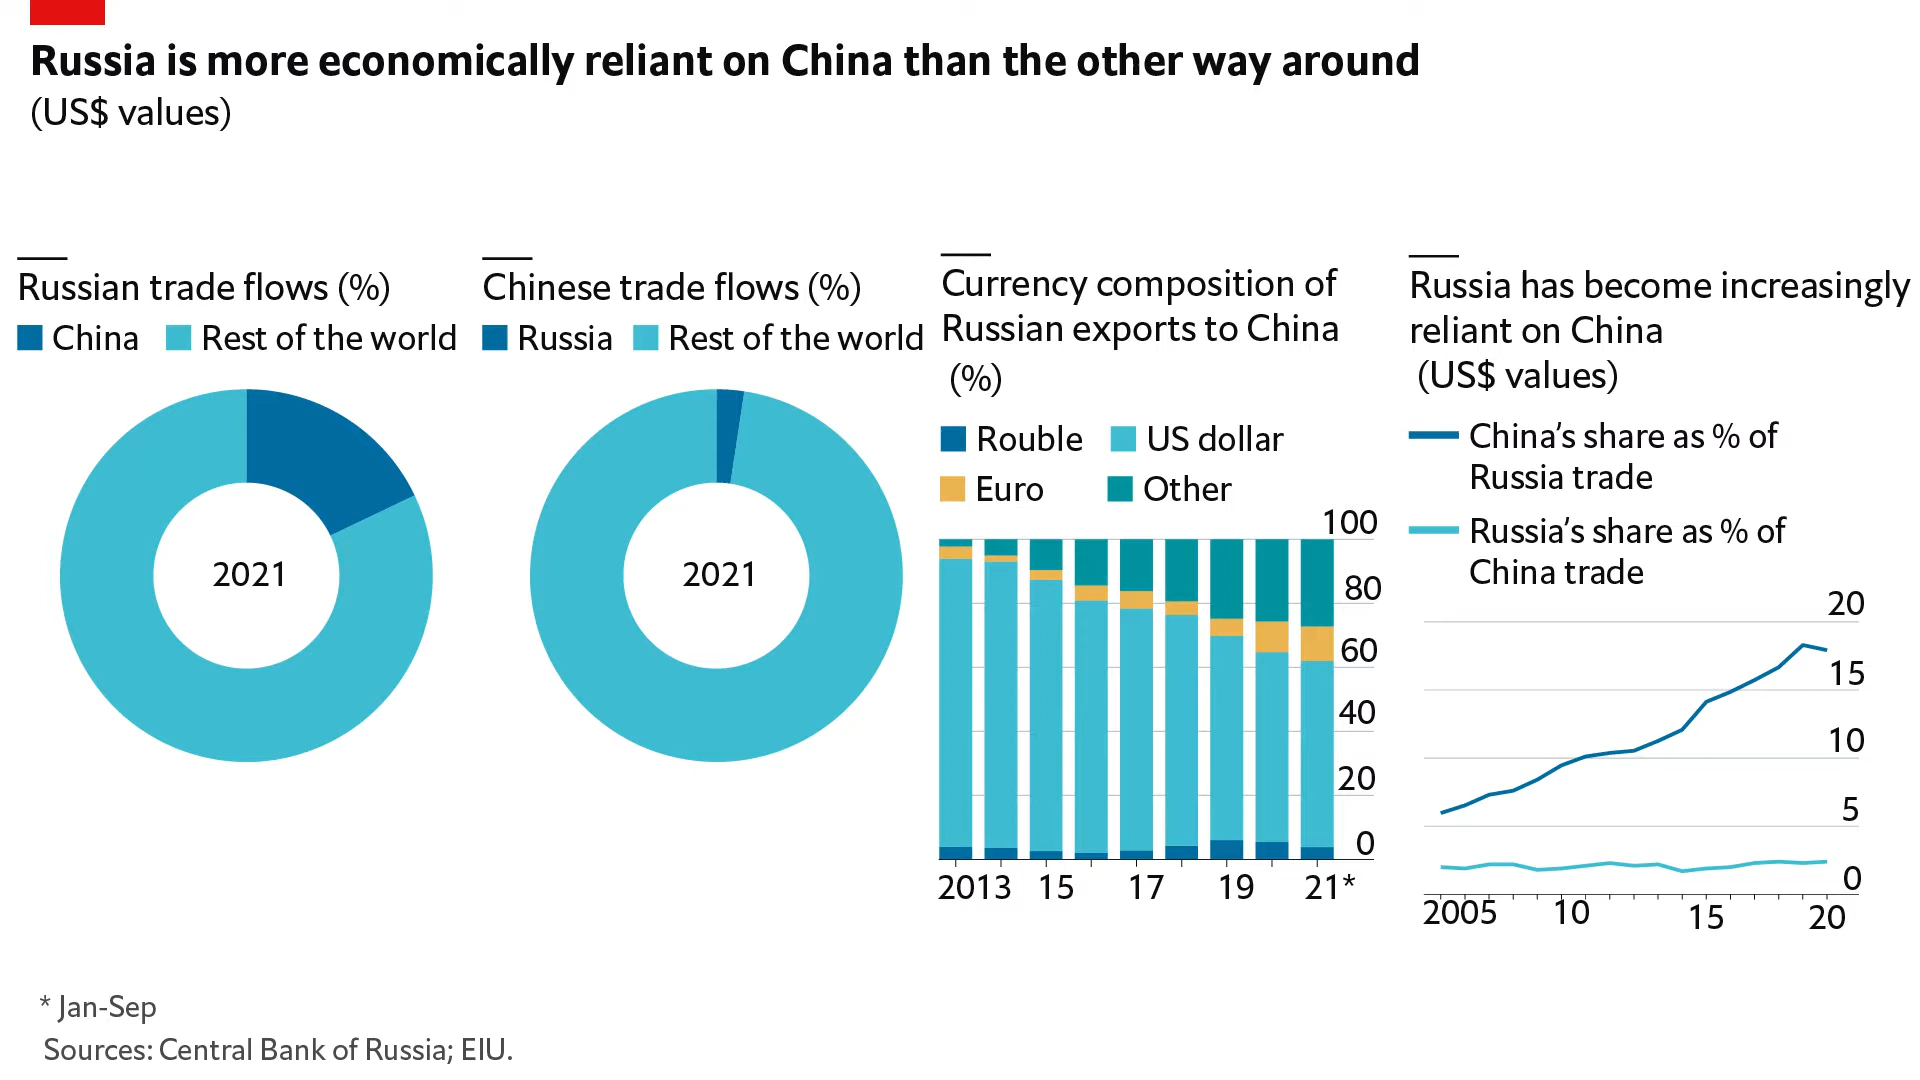 Russia is more economically reliant on China than the other way around
(US$ values)
Russian trade flows (%)
China Rest of the world
2021
Chinese trade flows (%)
Russia Rest of the world
2021
Currency composition of
Russian exports to China
(%)
Rouble US dollar
Euro Other
100
80
60
40
20
0
2013 15 17 19 21*
Russia has become increasingly
reliant on China
(US$ values)
China’s share as % of
Russia trade
Russia’s share as % of
China trade
20
15
10
5
0
2005 10 15 20
* Jan-Sep
Sources: Central Bank of Russia; EIU.